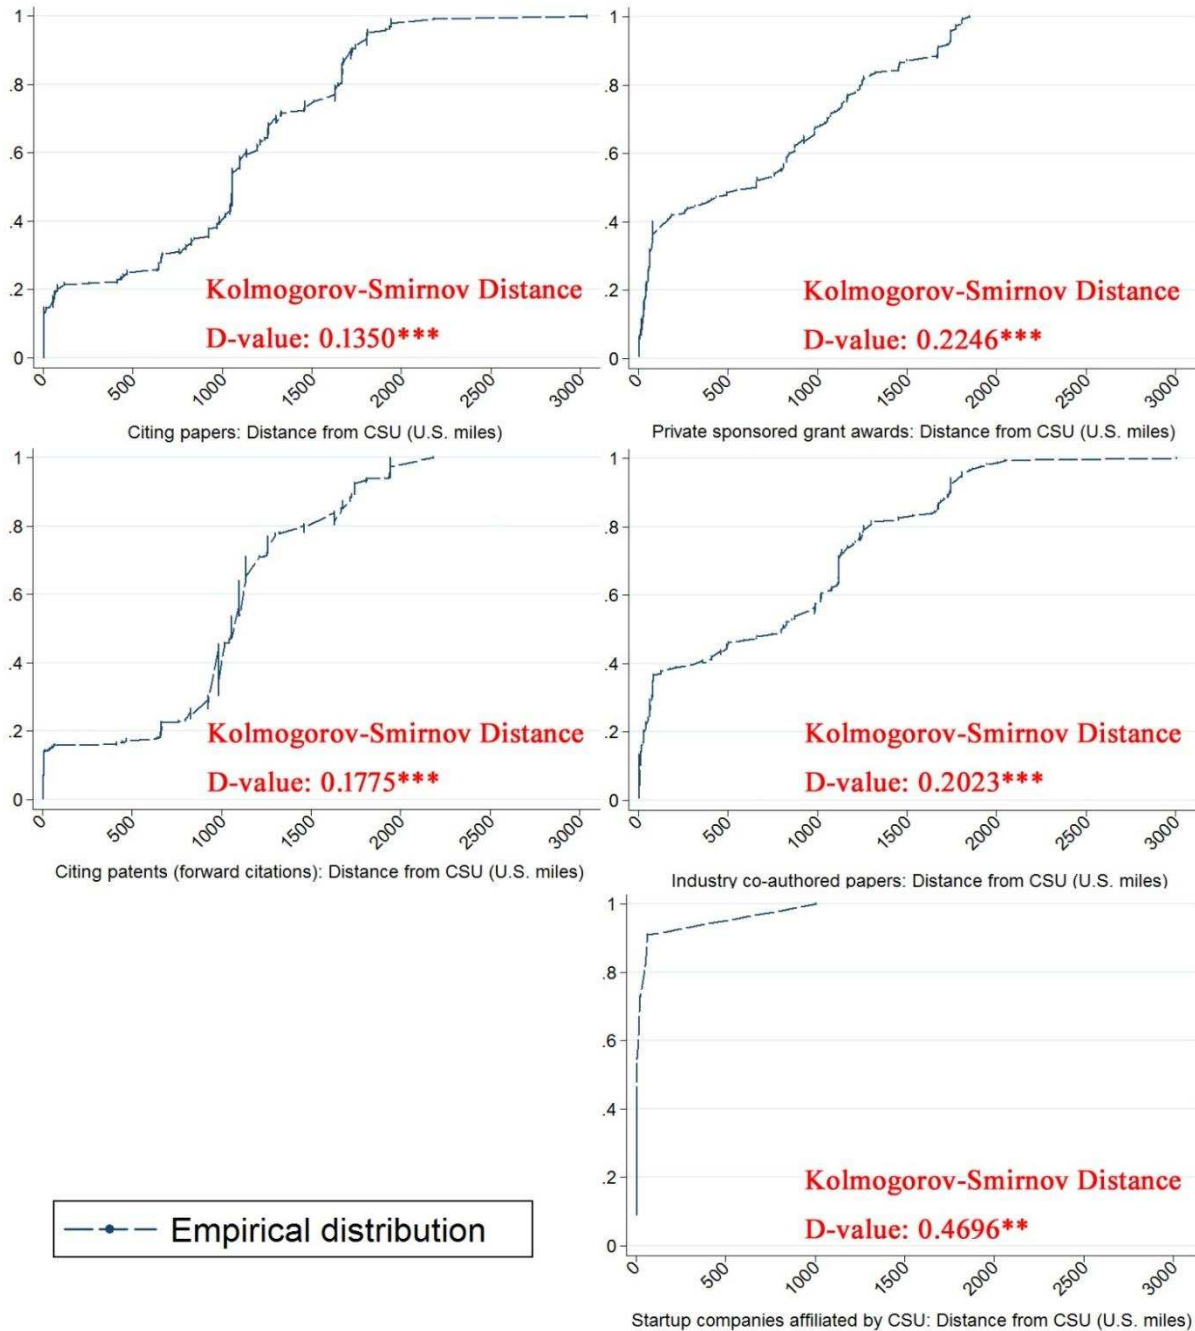 1
.8
.6
.4
.2
0
Kolmogorov-Smirnov Distance
D-value: 0.1350***
0 500 1000 1500 2000 2500 3000
Citing papers: Distance from CSU (U.S. miles)
1
.8
.6
.4
.2
0
Kolmogorov-Smirnov Distance
D-value: 0.2246***
0 500 1000 1500 2000 2500 3000
Private sponsored grant awards: Distance from CSU (U.S. miles)
1
.8
.6
.4
.2
0
Kolmogorov-Smirnov Distance
D-value: 0.1775***
0 500 1000 1500 2000 2500 3000
Citing patents (forward citations): Distance from CSU (U.S. miles)
1
.8
.6
.4
.2
0
Kolmogorov-Smirnov Distance
D-value: 0.2023***
0 500 1000 1500 2000 2500 3000
Industry co-authored papers: Distance from CSU (U.S. miles)
1
.8
.6
.4
.2
0
Kolmogorov-Smirnov Distance
D-value: 0.4696**
0 500 1000 1500 2000 2500 3000
Startup companies affiliated by CSU: Distance from CSU (U.S. miles)
Empirical distribution